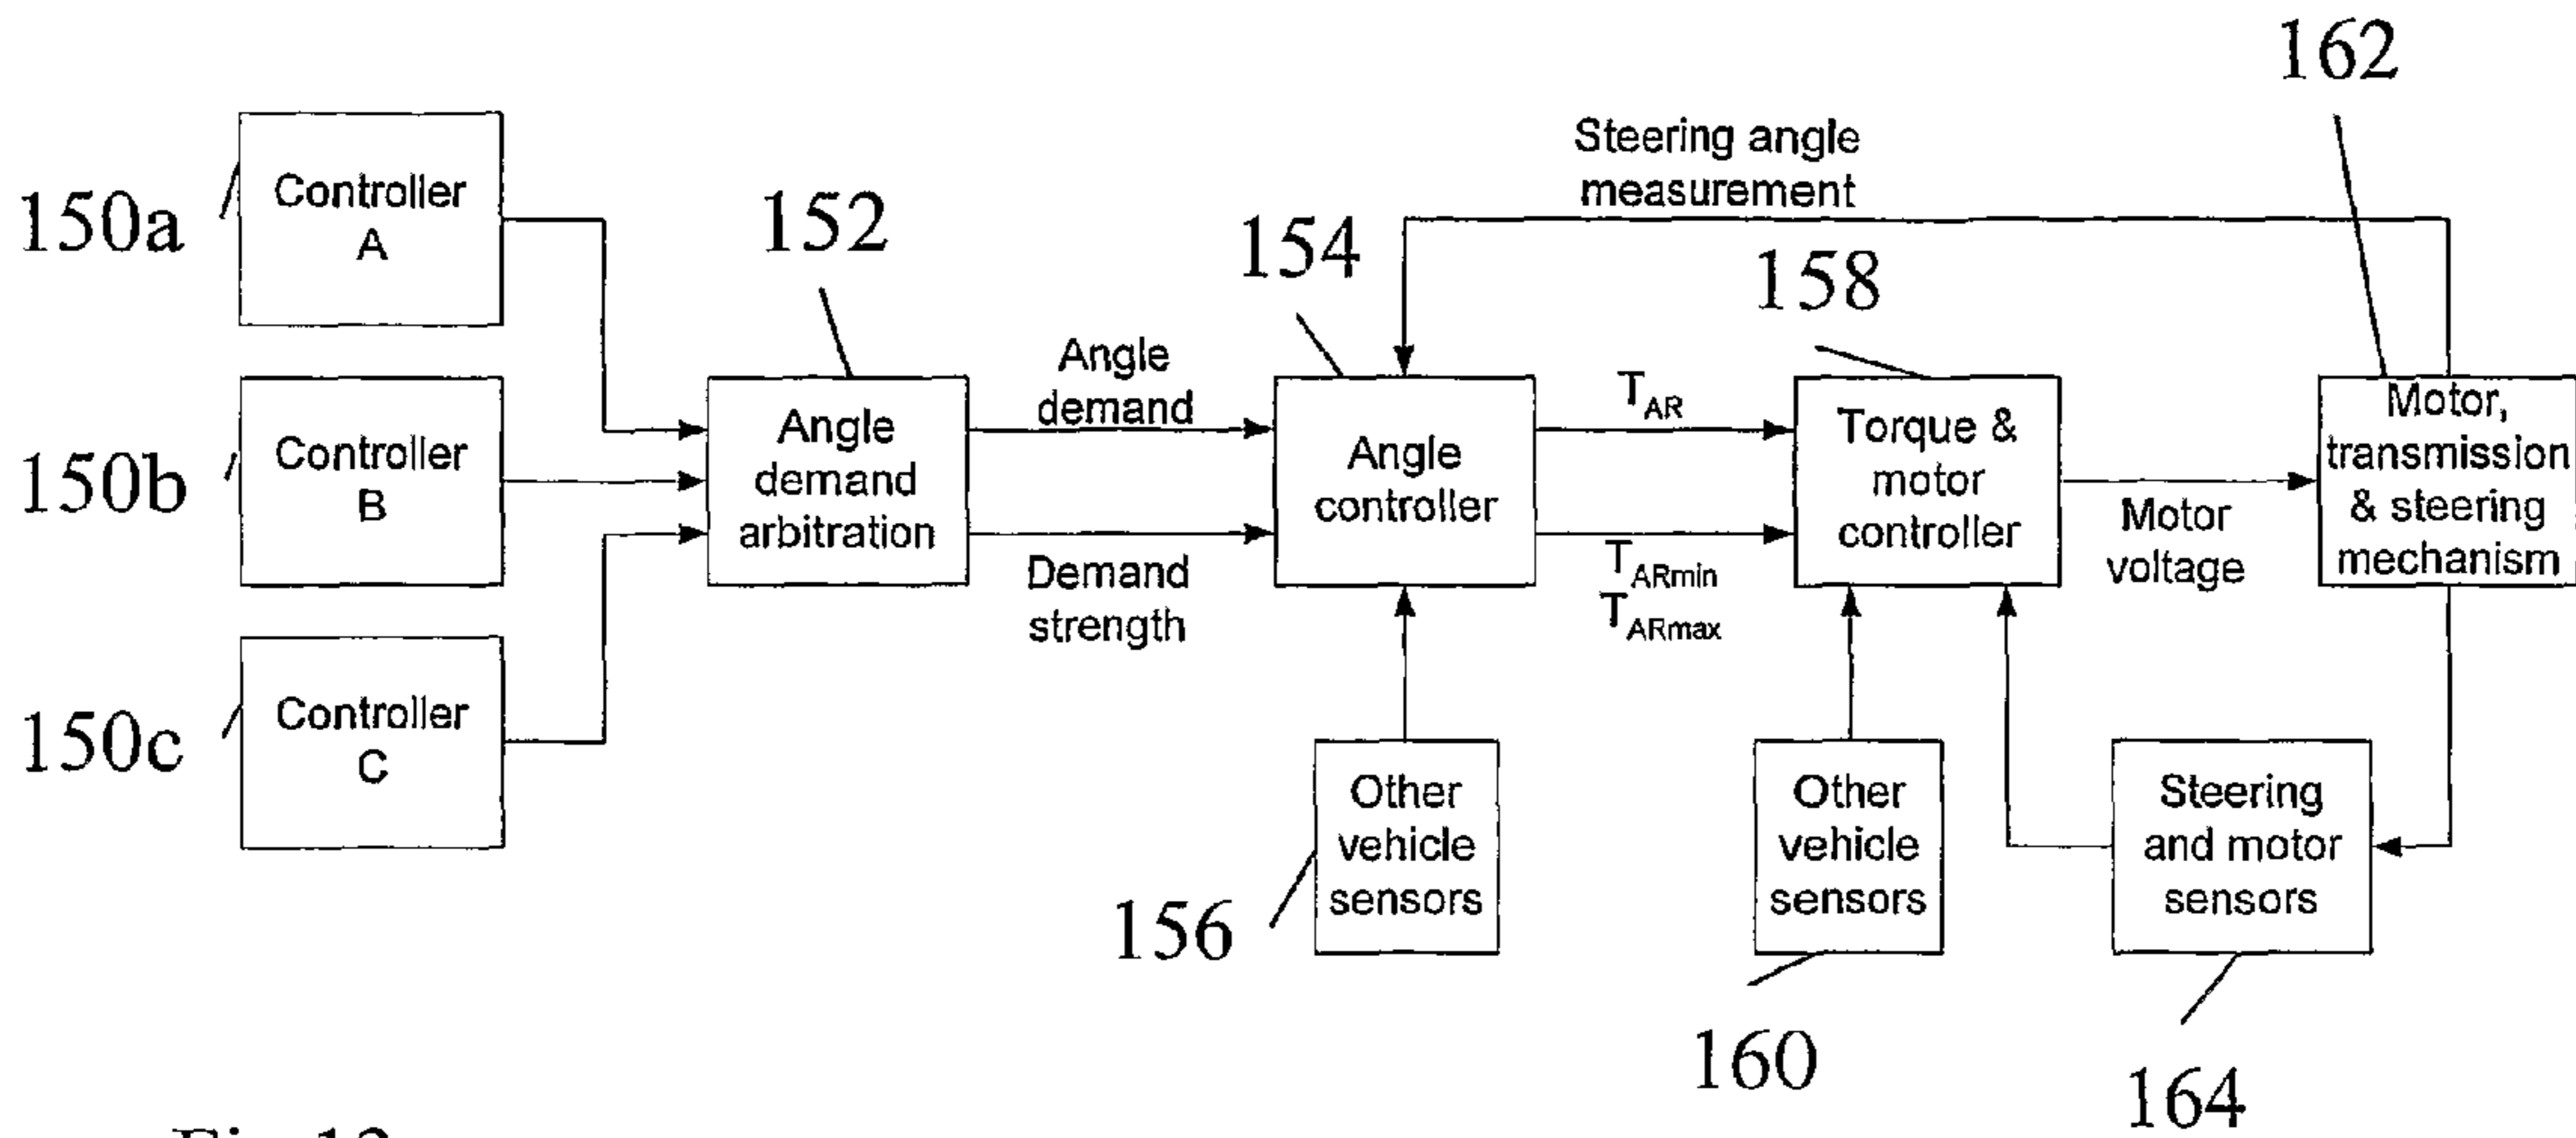 162
Steering angle
measurement
150a
Controller
A
152
154
158
Angle
demand
T_AR
150b
Controller
B
Angle
demand
arbitration
Angle
controller
Torque &
motor
controller
Motor,
transmission
& steering
mechanism
Motor
voltage
Demand
strength
T_ARmin
T_ARmax
150c
Controller
C
Other
vehicle
sensors
Other
vehicle
sensors
Steering
and motor
sensors
156
160
164